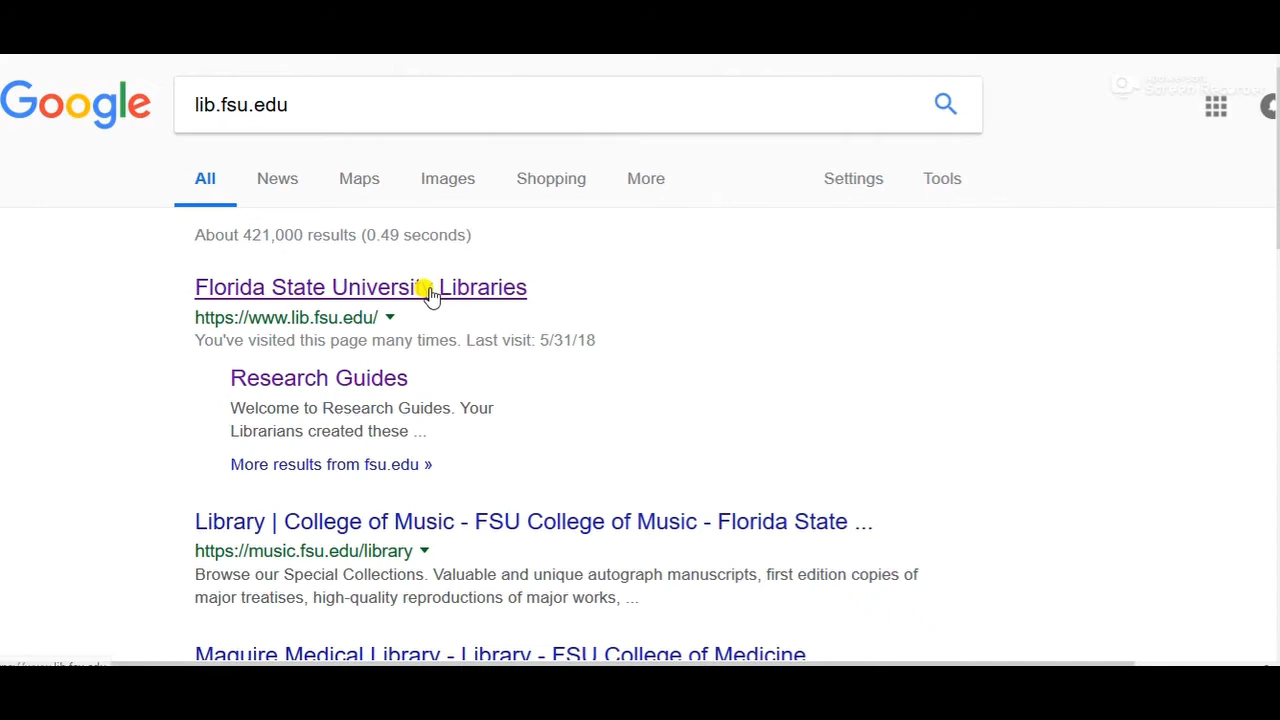 Google
lib.fsu.edu
Screen Recorder
All News Maps Images Shopping More Settings Tools
About 421,000 results (0.49 seconds)
Florida State University Libraries
https://www.lib.fsu.edu/
You've visited this page many times. Last visit: 5/31/18
Research Guides
Welcome to Research Guides. Your
Librarians created these ...
More results from fsu.edu »
Library | College of Music - FSU College of Music - Florida State ...
https://music.fsu.edu/library
Browse our Special Collections. Valuable and unique autograph manuscripts, first edition copies of
major treatises, high-quality reproductions of major works, ...
Maguire Medical Library - Library - FSU College of Medicine